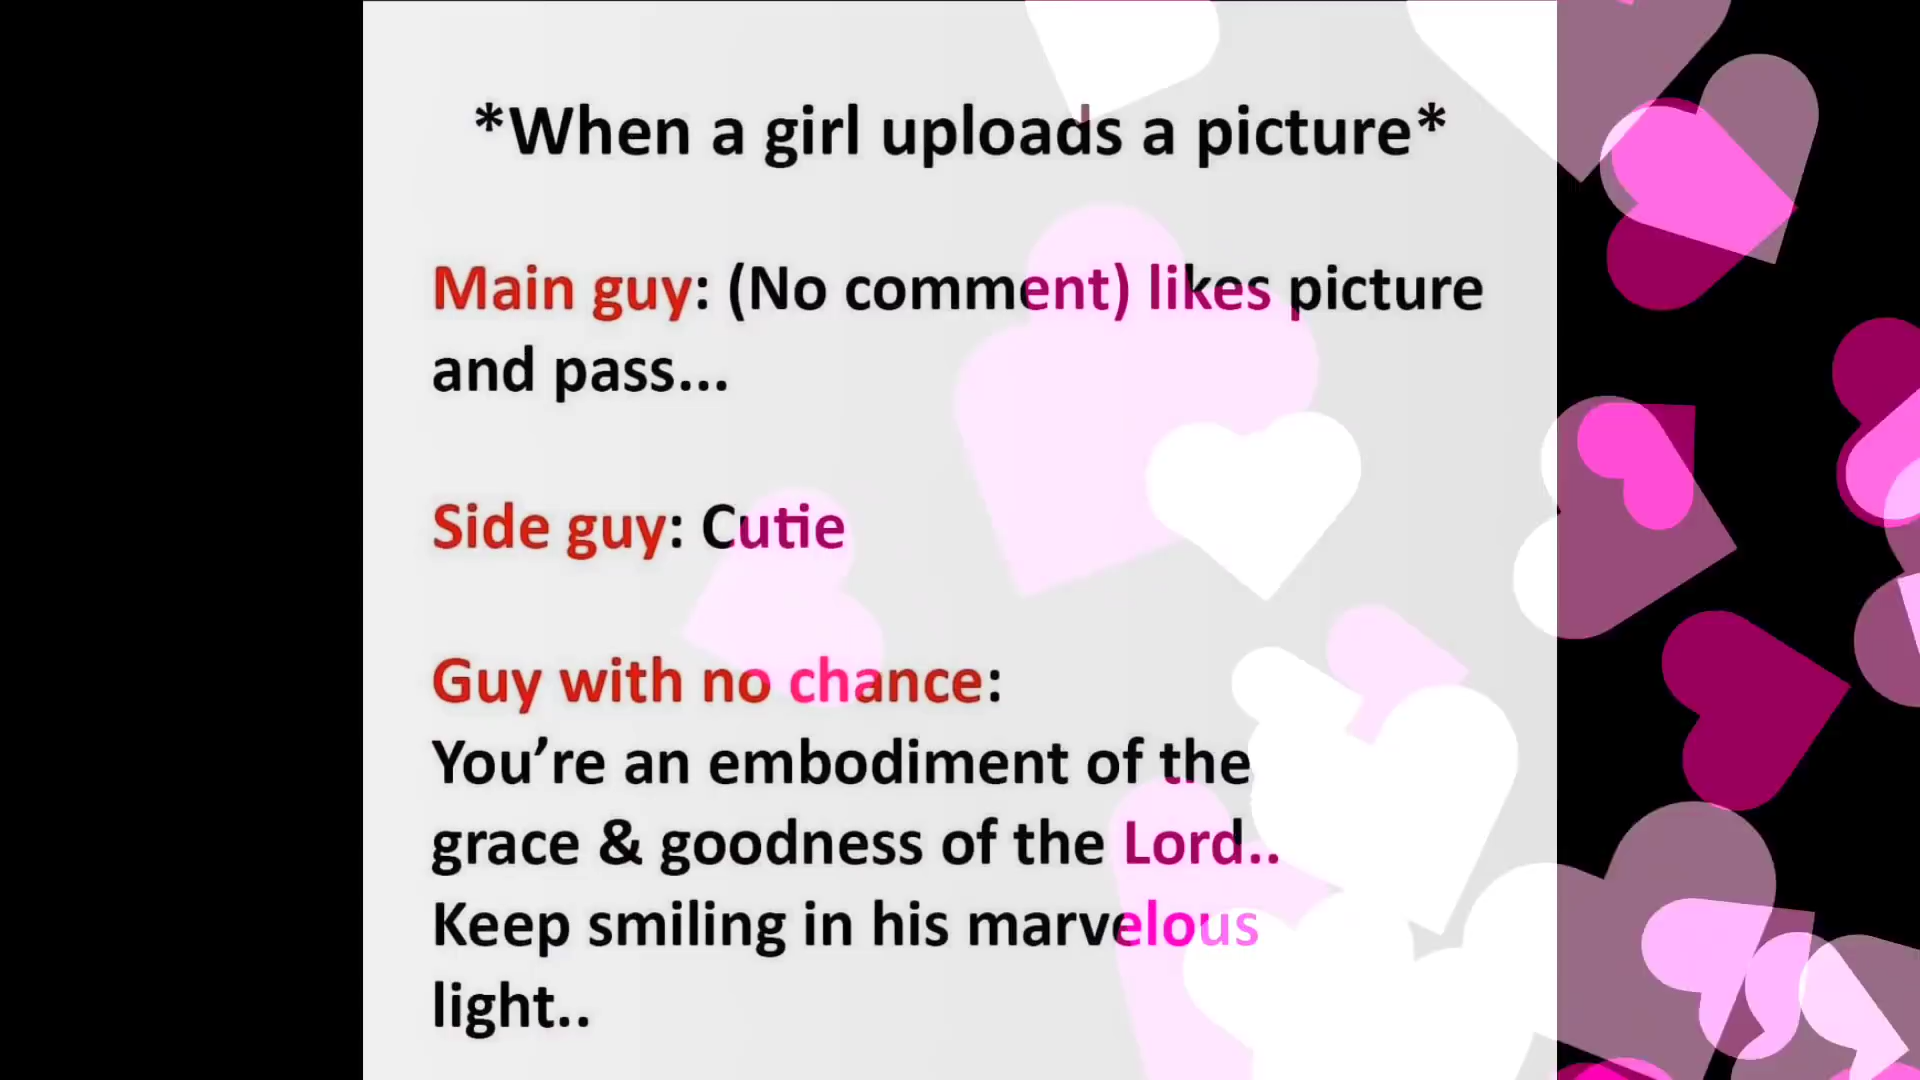 *When a girl uploads a picture*
Main guy: (No comment) likes picture
and pass...
Side guy: Cutie
Guy with no chance:
You’re an embodiment of the
grace & goodness of the Lord..
Keep smiling in his marvelous
light..